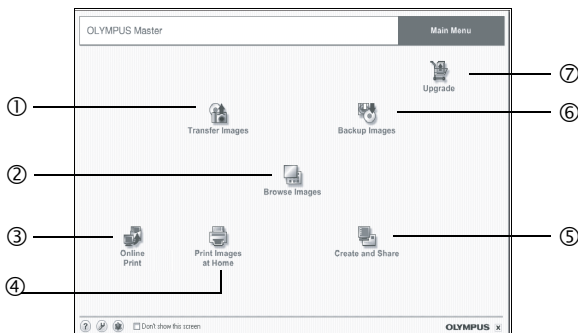 OLYMPUS Master
Main Menu
⑦
Upgrade
①
Transfer Images
Backup Images
⑥
②
Browse Images
③
Online
Print
Print Images
at Home
Create and Share
⑤
④
?
Don't show this screen
OLYMPUS x